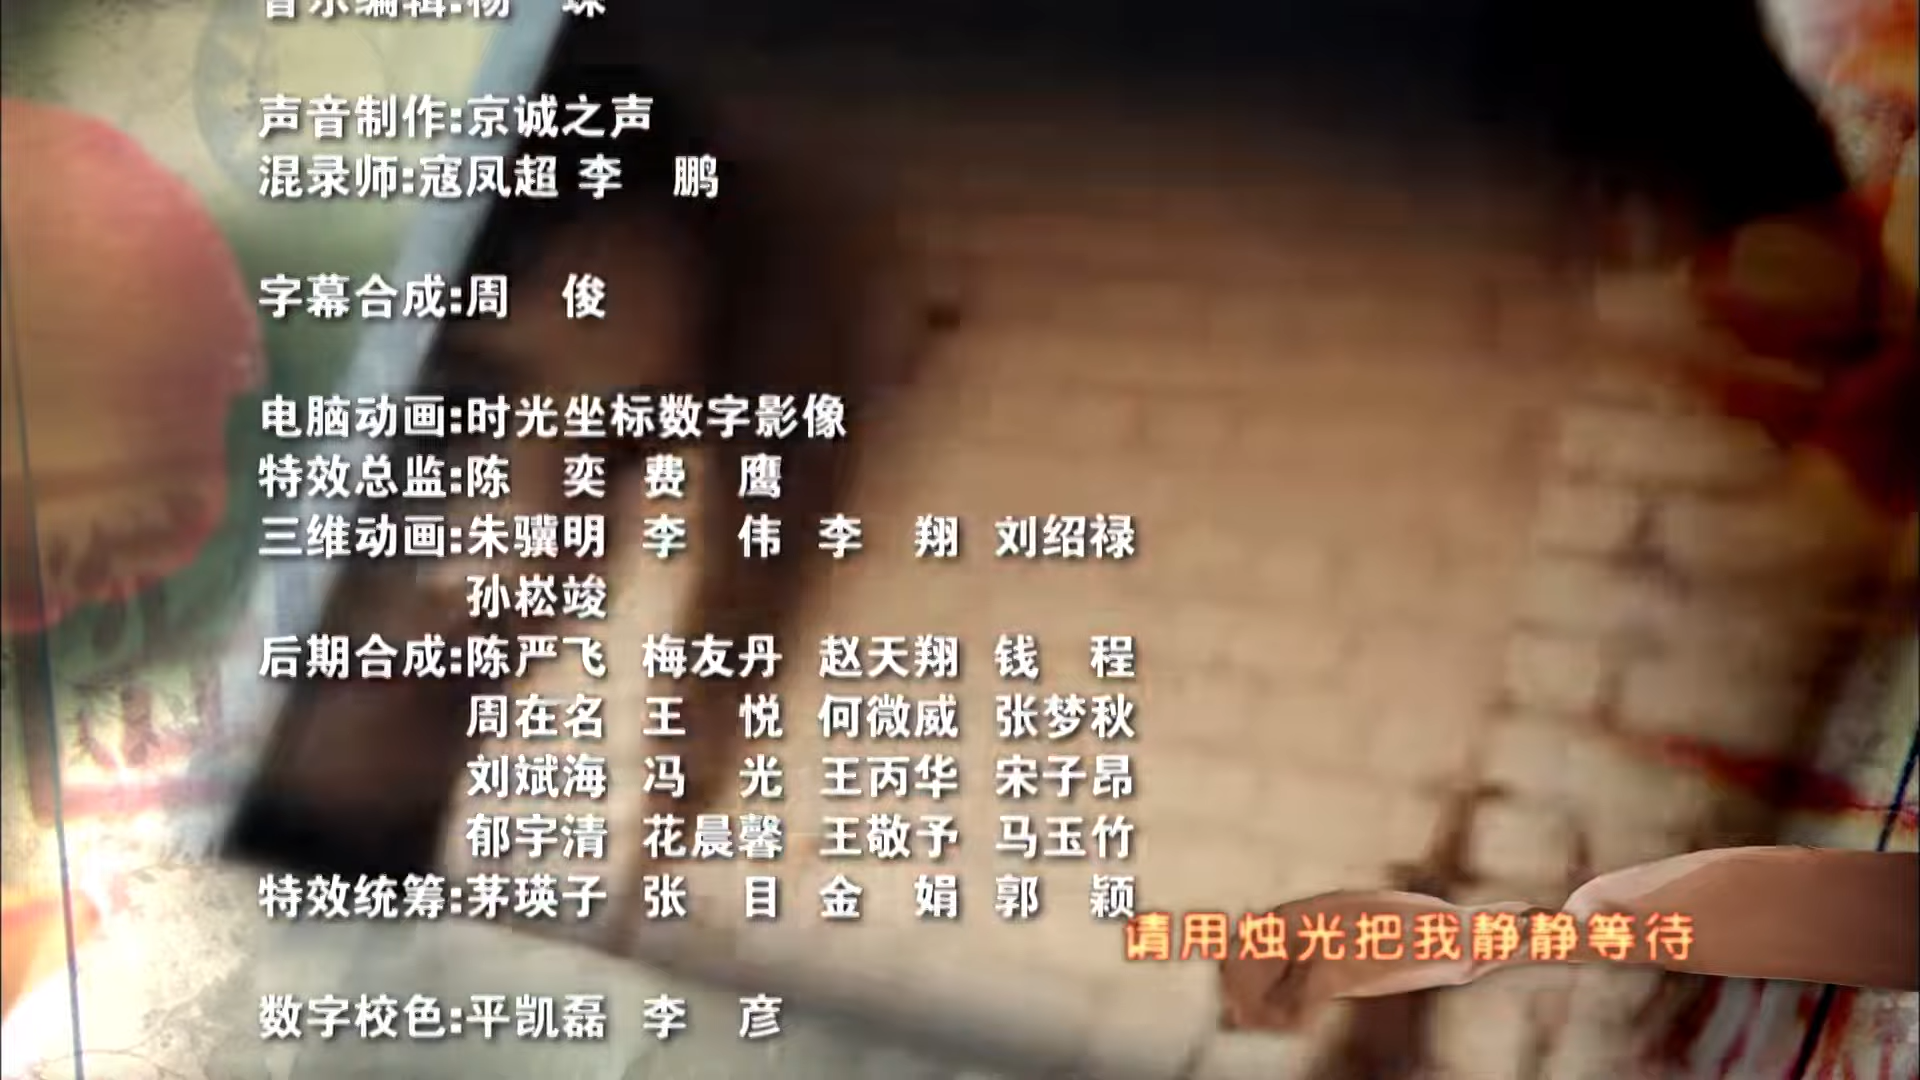 音乐编辑:杨　珠
声音制作:京诚之声
混录师:寇凤超 李　鹏
字幕合成:周　俊
电脑动画:时光坐标数字影像
特效总监:陈　奕 费　鹰
三维动画:朱骥明 李　伟 李　翔 刘绍禄
孙崧竣
后期合成:陈严飞 梅友丹 赵天翔 钱　程
周在名 王　悦 何微威 张梦秋
刘斌海 冯　光 王丙华 宋子昂
郁宇清 花晨馨 王敬予 马玉竹
特效统筹:茅瑛子 张　目 金　娟 郭　颖
请用烛光把我静静等待
数字校色:平凯磊 李　彦